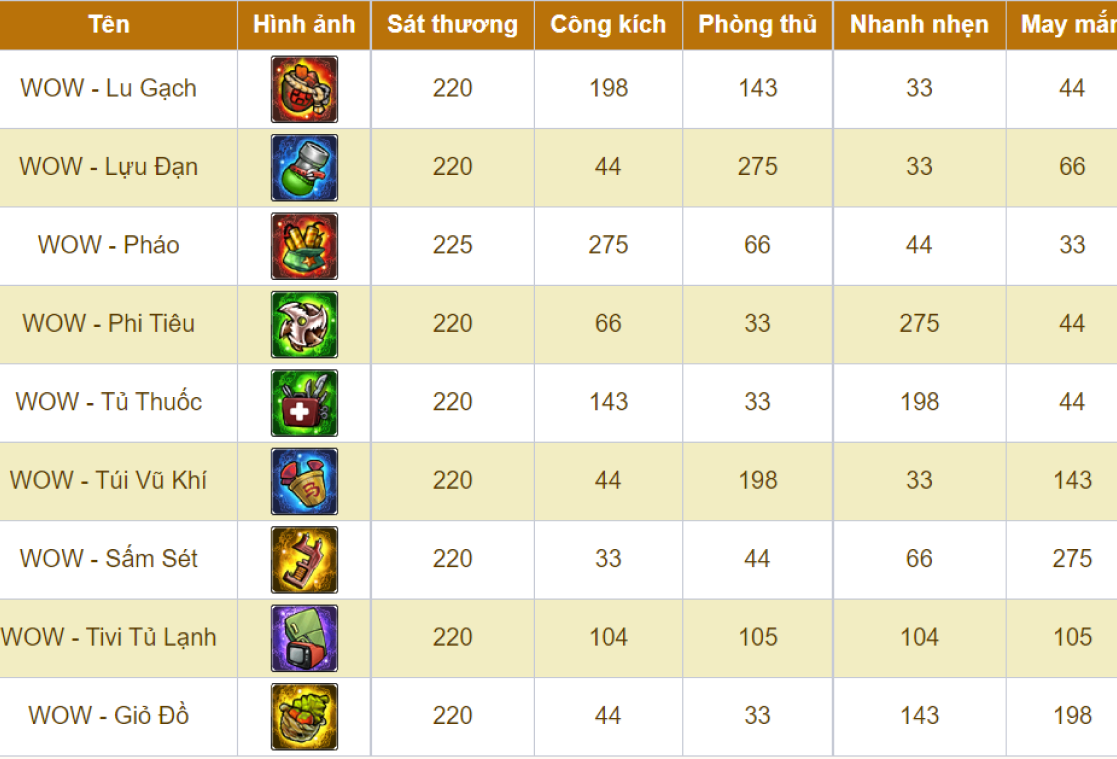 Tên Hình ảnh Sát thương Công kích Phòng thủ Nhanh nhẹn May mắn
WOW - Lu Gạch 220 198 143 33 44
WOW - Lựu Đạn 220 44 275 33 66
WOW - Pháo 225 275 66 44 33
WOW - Phi Tiêu 220 66 33 275 44
WOW - Tủ Thuốc 220 143 33 198 44
WOW - Túi Vũ Khí 220 44 198 33 143
WOW - Sấm Sét 220 33 44 66 275
WOW - Tivi Tủ Lạnh 220 104 105 104 105
WOW - Giỏ Đồ 220 44 33 143 198